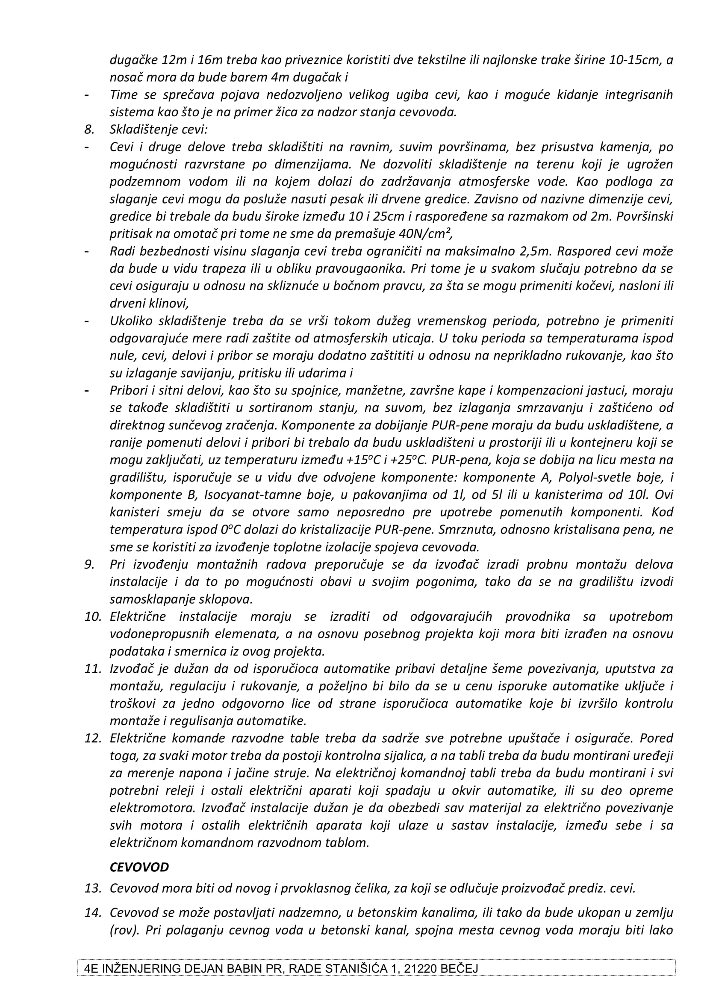 dugačke 12m i 16m treba kao priveznice koristiti dve tekstilne ili najlonske trake širine 10-15cm, a
nosač mora da bude barem 4m dugačak i
- Time se sprečava pojava nedozvoljeno velikog ugiba cevi, kao i moguće kidanje integrisanih
sistema kao što je na primer žica za nadzor stanja cevovoda.
8. Skladištenje cevi:
- Cevi i druge delove treba skladištiti na ravnim, suvim površinama, bez prisustva kamenja, po
mogućnosti razvrstane po dimenzijama. Ne dozvoliti skladištenje na terenu koji je ugrožen
podzemnom vodom ili na kojem dolazi do zadržavanja atmosferske vode. Kao podloga za
slaganje cevi mogu da posluže nasuti pesak ili drvene gredice. Zavisno od nazivne dimenzije cevi,
gredice bi trebale da budu široke između 10 i 25cm i raspoređene sa razmakom od 2m. Površinski
pritisak na omotač pri tome ne sme da premašuje 40N/cm²,
- Radi bezbednosti visinu slaganja cevi treba ograničiti na maksimalno 2,5m. Raspored cevi može
da bude u vidu trapeza ili u obliku pravougaonika. Pri tome je u svakom slučaju potrebno da se
cevi osiguraju u odnosu na skliznuće u bočnom pravcu, za šta se mogu primeniti kočevi, nasloni ili
drveni klinovi,
- Ukoliko skladištenje treba da se vrši tokom dužeg vremenskog perioda, potrebno je primeniti
odgovarajuće mere radi zaštite od atmosferskih uticaja. U toku perioda sa temperaturama ispod
nule, cevi, delovi i pribor se moraju dodatno zaštititi u odnosu na neprikladno rukovanje, kao što
su izlaganje savijanju, pritisku ili udarima i
- Pribori i sitni delovi, kao što su spojnice, manžetne, završne kape i kompenzacioni jastuci, moraju
se takođe skladištiti u sortiranom stanju, na suvom, bez izlaganja smrzavanju i zaštićeno od
direktnog sunčevog zračenja. Komponente za dobijanje PUR-pene moraju da budu uskladištene, a
ranije pomenuti delovi i pribori bi trebalo da budu uskladišteni u prostoriji ili u kontejneru koji se
mogu zaključati, uz temperaturu između +15ºC i +25ºC. PUR-pena, koja se dobija na licu mesta na
gradilištu, isporučuje se u vidu dve odvojene komponente: komponente A, Polyol-svetle boje, i
komponente B, Isocyanat-tamne boje, u pakovanjima od 1l, od 5l ili u kanisterima od 10l. Ovi
kanisteri smeju da se otvore samo neposredno pre upotrebe pomenutih komponenti. Kod
temperatura ispod 0ºC dolazi do kristalizacije PUR-pene. Smrznuta, odnosno kristalisana pena, ne
sme se koristiti za izvođenje toplotne izolacije spojeva cevovoda.
9. Pri izvođenju montažnih radova preporučuje se da izvođač izradi probnu montažu delova
instalacije i da to po mogućnosti obavi u svojim pogonima, tako da se na gradilištu izvodi
samosklapanje sklopova.
10. Električne instalacije moraju se izraditi od odgovarajućih provodnika sa upotrebom
vodonepropusnih elemenata, a na osnovu posebnog projekta koji mora biti izrađen na osnovu
podataka i smernica iz ovog projekta.
11. Izvođač je dužan da od isporučioca automatike pribavi detaljne šeme povezivanja, uputstva za
montažu, regulaciju i rukovanje, a poželjno bi bilo da se u cenu isporuke automatike uključe i
troškovi za jedno odgovorno lice od strane isporučioca automatike koje bi izvršilo kontrolu
montaže i regulisanja automatike.
12. Električne komande razvodne table treba da sadrže sve potrebne upuštače i osigurače. Pored
toga, za svaki motor treba da postoji kontrolna sijalica, a na tabli treba da budu montirani uređeji
za merenje napona i jačine struje. Na električnoj komandnoj tabli treba da budu montirani i svi
potrebni releji i ostali električni aparati koji spadaju u okvir automatike, ili su deo opreme
elektromotora. Izvođač instalacije dužan je da obezbedi sav materijal za električno povezivanje
svih motora i ostalih električnih aparata koji ulaze u sastav instalacije, između sebe i sa
električnom komandnom razvodnom tablom.
CEVOVOD
13. Cevovod mora biti od novog i prvoklasnog čelika, za koji se odlučuje proizvođač prediz. cevi.
14. Cevovod se može postavljati nadzemno, u betonskim kanalima, ili tako da bude ukopan u zemlju
(rov). Pri polaganju cevnog voda u betonski kanal, spojna mesta cevnog voda moraju biti lako
4E INŽENJERING DEJAN BABIN PR, RADE STANIŠIĆA 1, 21220 BEČEJ